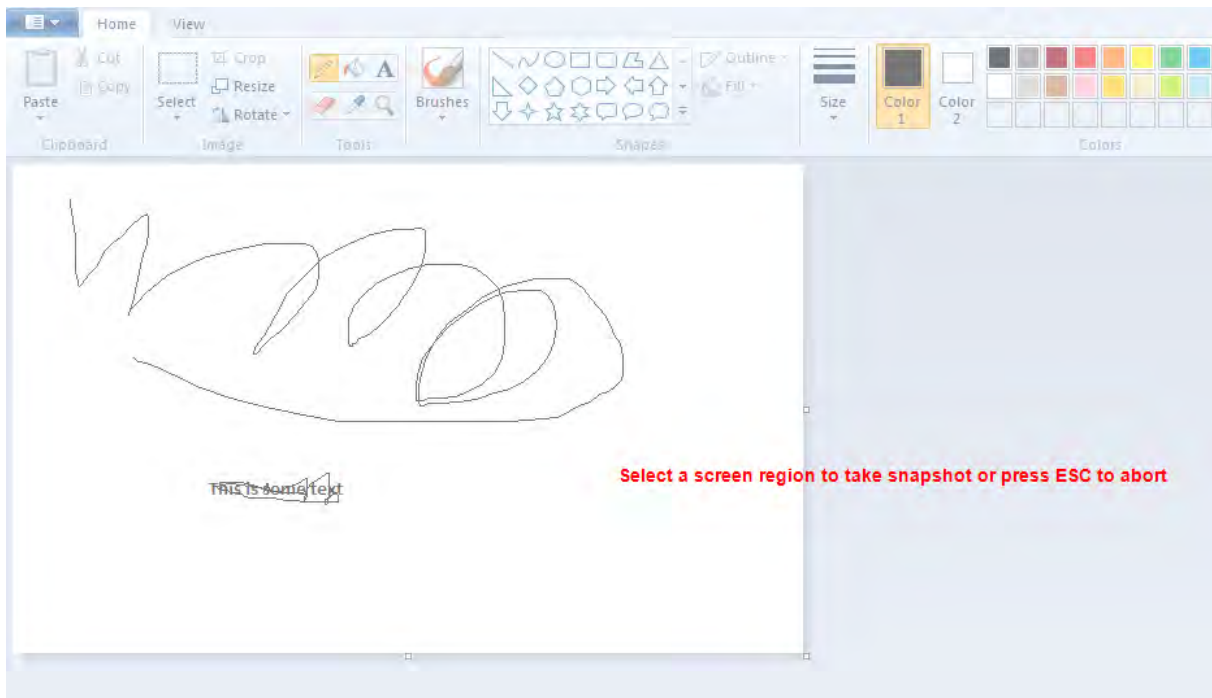 Home View
Cut
Copy
Paste
Clipboard
Select
Crop
Resize
Rotate
Image
A
Tools
Brushes
Outline
Fill
Shapes
Size
Color 1
Color 2
Colors
This is some text
Select a screen region to take snapshot or press ESC to abort